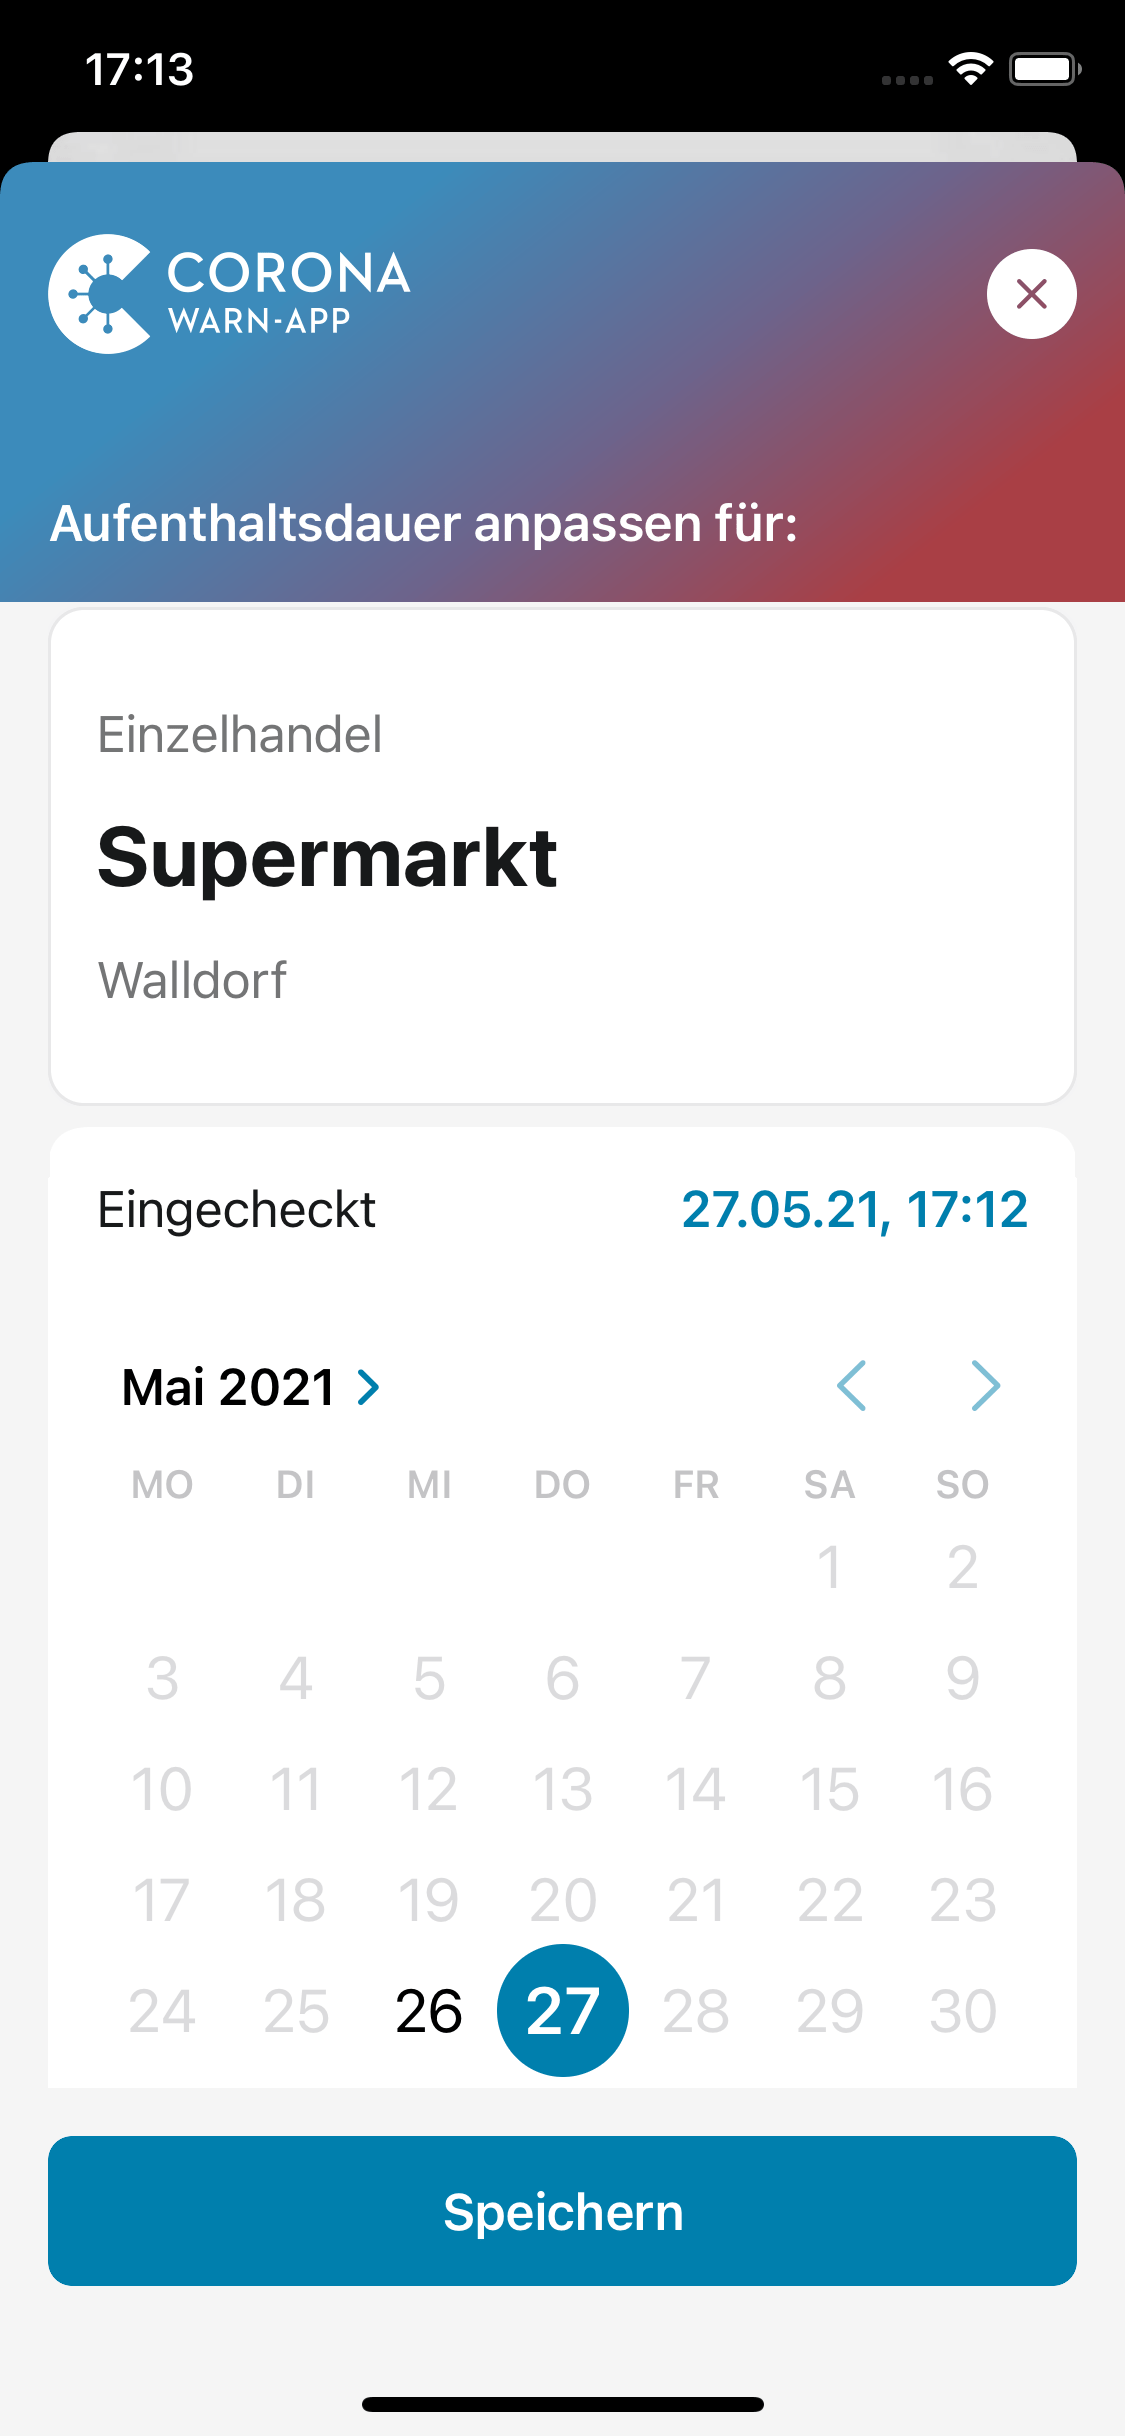 17:13
CORONA
WARN-APP
Aufenthaltsdauer anpassen für:
Einzelhandel
Supermarkt
Walldorf
Eingecheckt 27.05.21, 17:12
Mai 2021
MO DI MI DO FR SA SO
1 2
3 4 5 6 7 8 9
10 11 12 13 14 15 16
17 18 19 20 21 22 23
24 25 26 27 28 29 30
Speichern